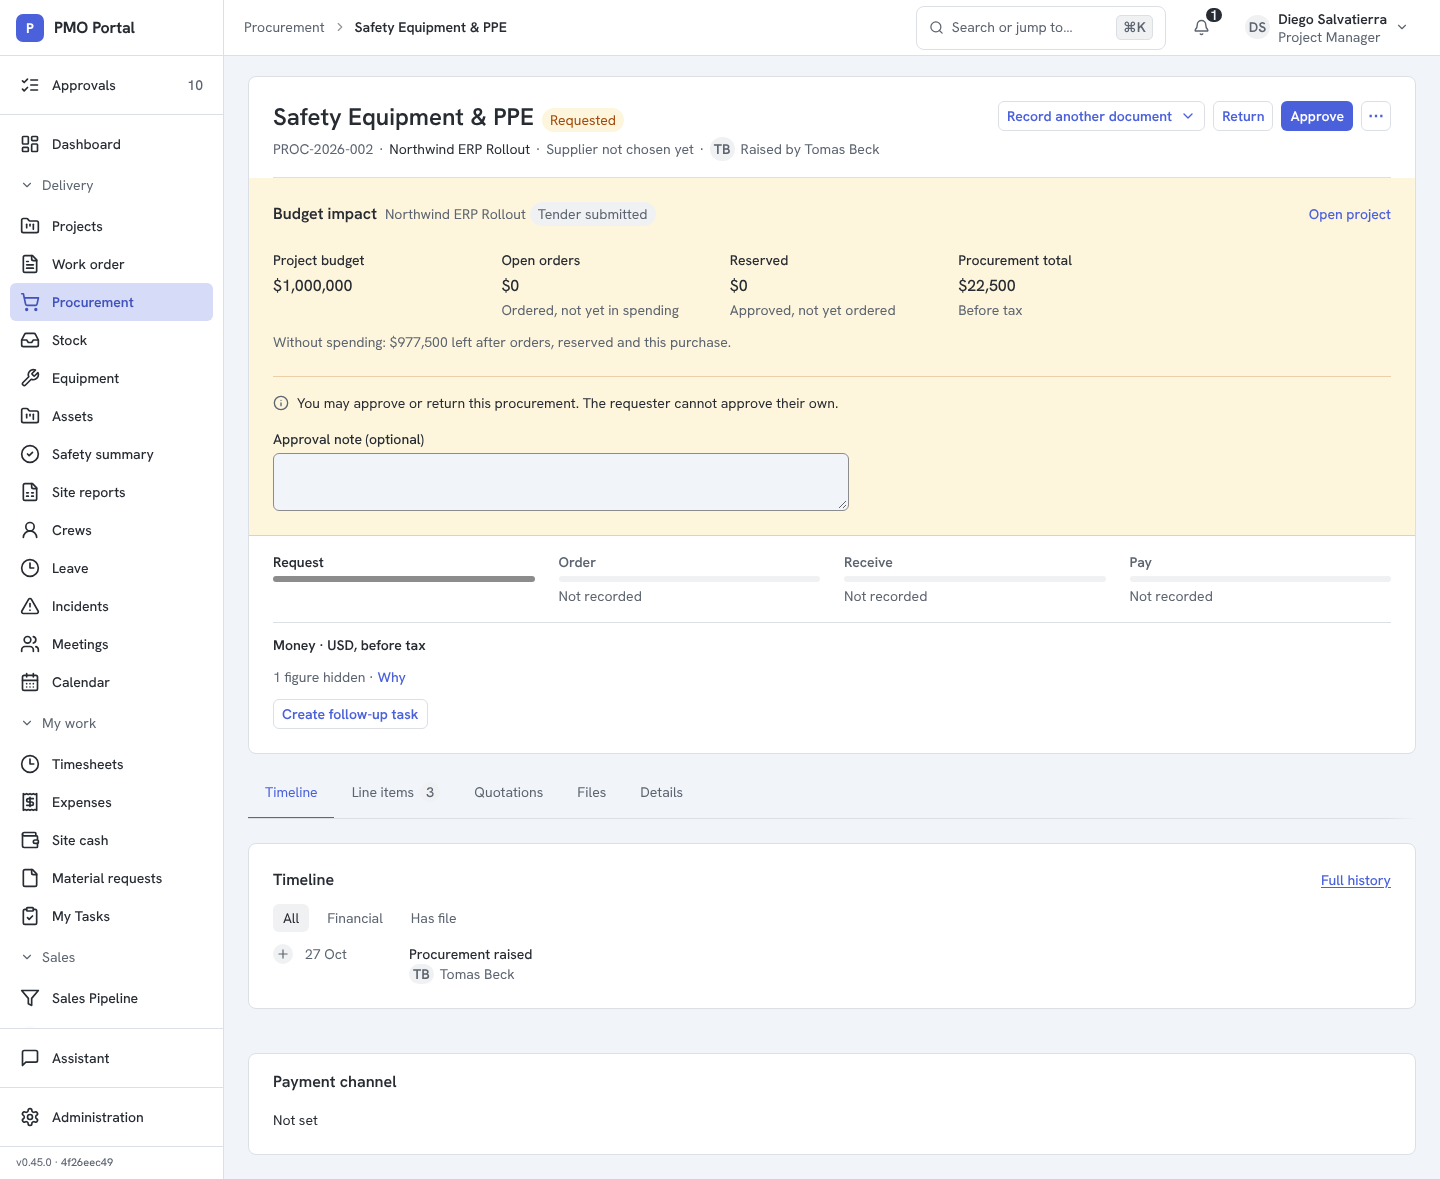 P PMO Portal
Procurement
Safety Equipment & PPE
Search or jump to...
⌘K
1
DS
Diego Salvatierra
Project Manager
Approvals 10
Dashboard
Delivery
Projects
Work order
Procurement
Stock
Equipment
Assets
Safety summary
Site reports
Crews
Leave
Incidents
Meetings
Calendar
My work
Timesheets
Expenses
Site cash
Material requests
My Tasks
Sales
Sales Pipeline
Assistant
Administration
v0.45.0 · 4f26eec49
Safety Equipment & PPE Requested
Record another document
Return
Approve
PROC-2026-002 · Northwind ERP Rollout · Supplier not chosen yet · TB Raised by Tomas Beck
Budget impact Northwind ERP Rollout Tender submitted
Open project
Project budget
$1,000,000
Open orders
$0
Ordered, not yet in spending
Reserved
$0
Approved, not yet ordered
Procurement total
$22,500
Before tax
Without spending: $977,500 left after orders, reserved and this purchase.
You may approve or return this procurement. The requester cannot approve their own.
Approval note (optional)
Request
Order
Not recorded
Receive
Not recorded
Pay
Not recorded
Money · USD, before tax
1 figure hidden · Why
Create follow-up task
Timeline
Line items 3
Quotations
Files
Details
Timeline
Full history
All
Financial
Has file
27 Oct
Procurement raised
TB Tomas Beck
Payment channel
Not set